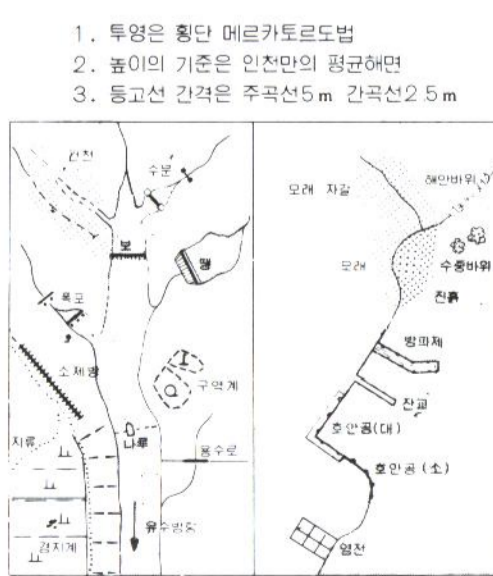 1. 투영은 횡단 메르카토르도법
2. 높이의 기준은 인천만의 평균해면
3. 등고선 간격은 주곡선5m 간곡선2.5m
건천
수문
보
땜
폭포
소제방
구역계
지류
나루
용수로
경지계
유수방향
해안바위
모래 자갈
수중바위
모래
진흙
방파제
잔교
호안공(대)
호안공(소)
염전